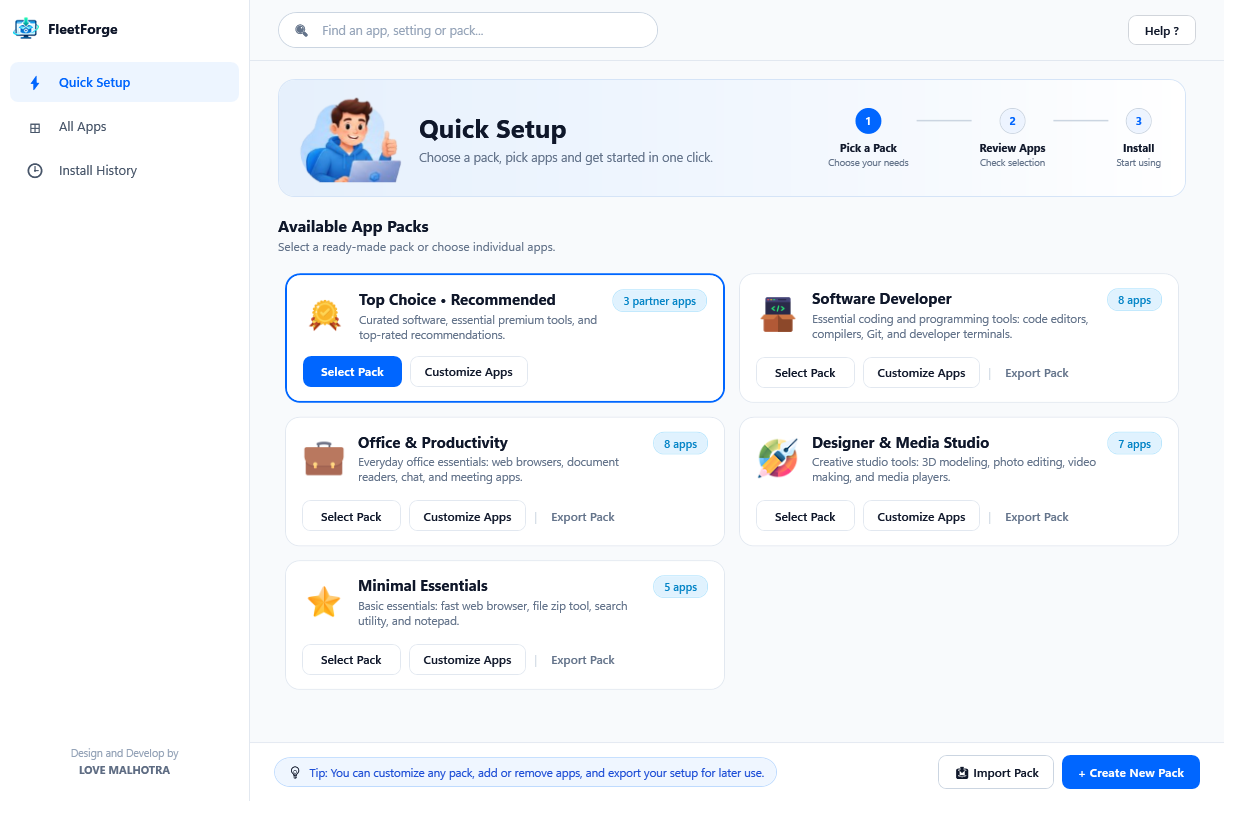 FleetForge
Quick Setup
All Apps
Install History
Design and Develop by
LOVE MALHOTRA
Find an app, setting or pack...
Help ?
Quick Setup
Choose a pack, pick apps and get started in one click.
1
Pick a Pack
Choose your needs
2
Review Apps
Check selection
3
Install
Start using
Available App Packs
Select a ready-made pack or choose individual apps.
Top Choice • Recommended
3 partner apps
Curated software, essential premium tools, and
top-rated recommendations.
Select Pack
Customize Apps
Software Developer
8 apps
Essential coding and programming tools: code editors,
compilers, Git, and developer terminals.
Select Pack
Customize Apps
| Export Pack
Office & Productivity
8 apps
Everyday office essentials: web browsers, document
readers, chat, and meeting apps.
Select Pack
Customize Apps
| Export Pack
Designer & Media Studio
7 apps
Creative studio tools: 3D modeling, photo editing, video
making, and media players.
Select Pack
Customize Apps
| Export Pack
Minimal Essentials
5 apps
Basic essentials: fast web browser, file zip tool, search
utility, and notepad.
Select Pack
Customize Apps
| Export Pack
Tip: You can customize any pack, add or remove apps, and export your setup for later use.
Import Pack
+ Create New Pack